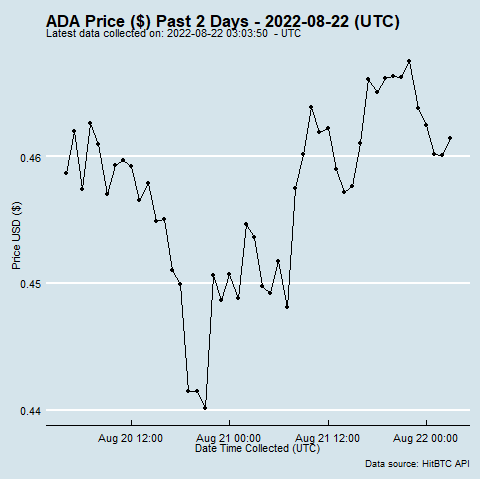 ADA Price ($) Past 2 Days - 2022-08-22 (UTC)
Latest data collected on: 2022-08-22 03:03:50  - UTC
0.46
0.45
0.44
Price USD ($)
Aug 20 12:00 Aug 21 00:00 Aug 21 12:00 Aug 22 00:00
Date Time Collected (UTC)
Data source: HitBTC API